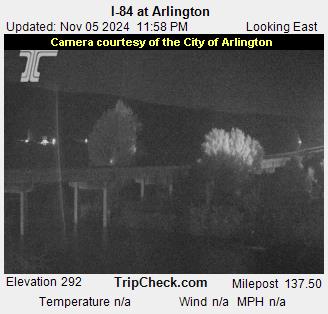 I-84 at Arlington
Updated: Nov 05 2024 11:58 PM Looking East
Camera courtesy of the City of Arlington
Elevation 292 TripCheck.com Milepost 137.50
Temperature n/a Wind n/a MPH n/a